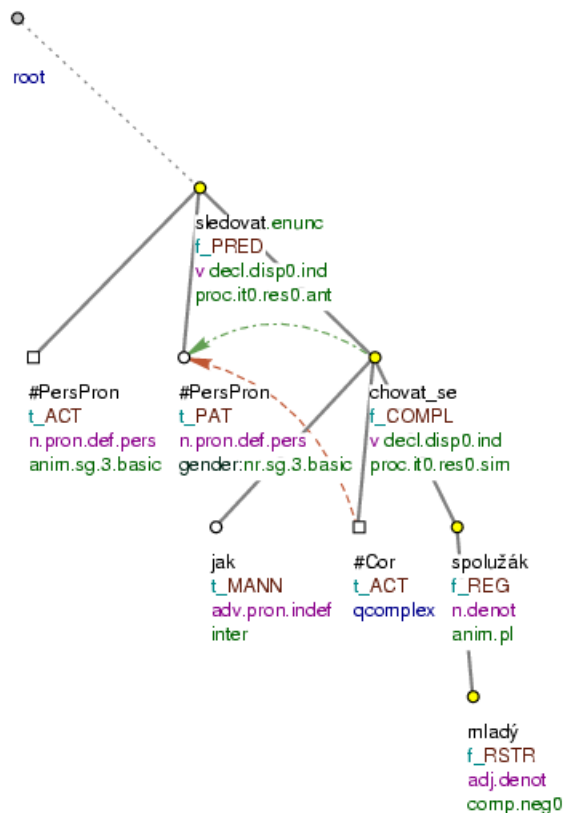 root
sledovat.enunc
f_PRED
v decl.disp0.ind
proc.it0.res0.ant
#PersPron
t_ACT
n.pron.def.pers
anim.sg.3.basic
#PersPron
t_PAT
n.pron.def.pers
gender:nr.sg.3.basic
chovat_se
f_COMPL
v decl.disp0.ind
proc.it0.res0.sim
jak
t_MANN
adv.pron.indef
inter
#Cor
t_ACT
qcomplex
spolužák
f_REG
n.denot
anim.pl
mladý
f_RSTR
adj.denot
comp.neg0